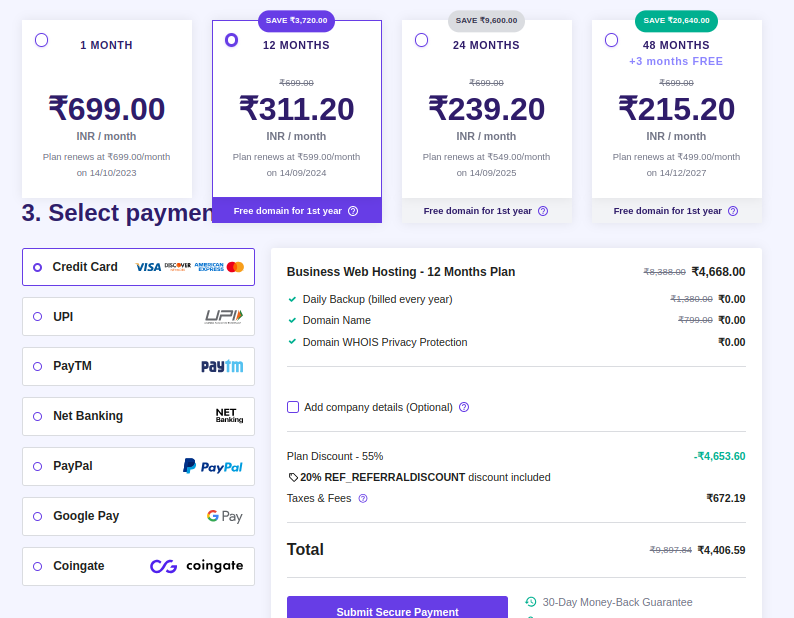 SAVE ₹3,720.00
SAVE ₹9,600.00
SAVE ₹20,640.00
1 MONTH
12 MONTHS
24 MONTHS
48 MONTHS
+3 months FREE
₹699.00
₹699.00
₹699.00
₹699.00
₹311.20
₹239.20
₹215.20
INR / month
INR / month
INR / month
INR / month
Plan renews at ₹699.00/month
on 14/10/2023
Plan renews at ₹599.00/month
on 14/09/2024
Plan renews at ₹549.00/month
on 14/09/2025
Plan renews at ₹499.00/month
on 14/12/2027
3. Select paymen
Free domain for 1st year
Free domain for 1st year
Free domain for 1st year
Credit Card VISA DISCOVER AMERICAN EXPRESS
UPI UPI
PayTM paytm
Net Banking NET Banking
PayPal PayPal
Google Pay G Pay
Coingate coingate
Business Web Hosting - 12 Months Plan ₹8,388.00 ₹4,668.00
Daily Backup (billed every year) ₹1,380.00 ₹0.00
Domain Name ₹799.00 ₹0.00
Domain WHOIS Privacy Protection ₹0.00
Add company details (Optional)
Plan Discount - 55% -₹4,653.60
20% REF_REFERRALDISCOUNT discount included
Taxes & Fees ₹672.19
Total ₹9,897.84 ₹4,406.59
Submit Secure Payment
30-Day Money-Back Guarantee